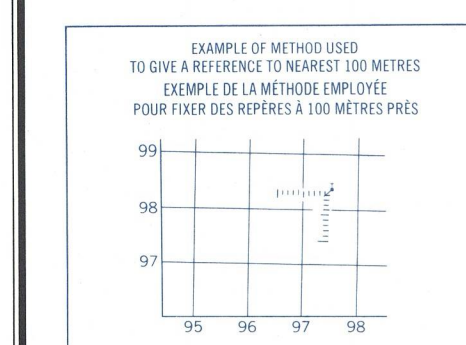 EXAMPLE OF METHOD USED
TO GIVE A REFERENCE TO NEAREST 100 METRES
EXEMPLE DE LA MÉTHODE EMPLOYÉE
POUR FIXER DES REPÈRES À 100 MÈTRES PRÈS
99
98
97
95 96 97 98